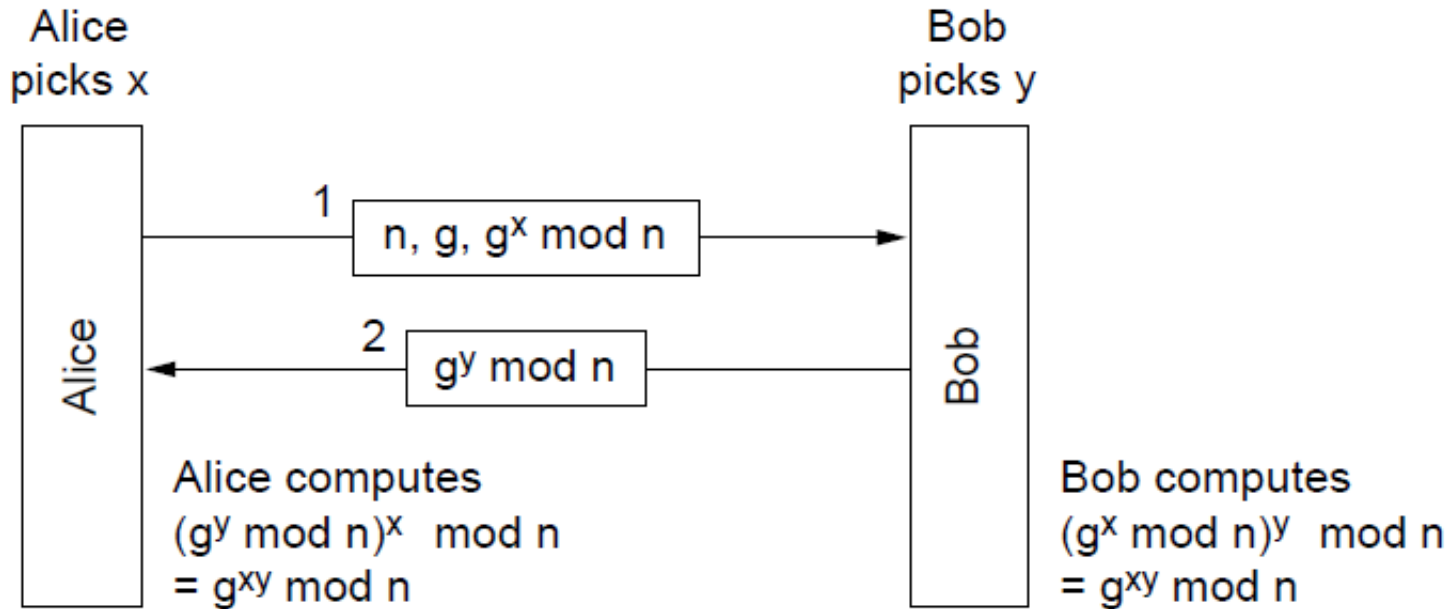 Alice
picks x
Bob
picks y
1
n, g, gˣ mod n
2
gʸ mod n
Alice
Bob
Alice computes
(gʸ mod n)ˣ mod n
= gˣʸ mod n
Bob computes
(gˣ mod n)ʸ mod n
= gˣʸ mod n